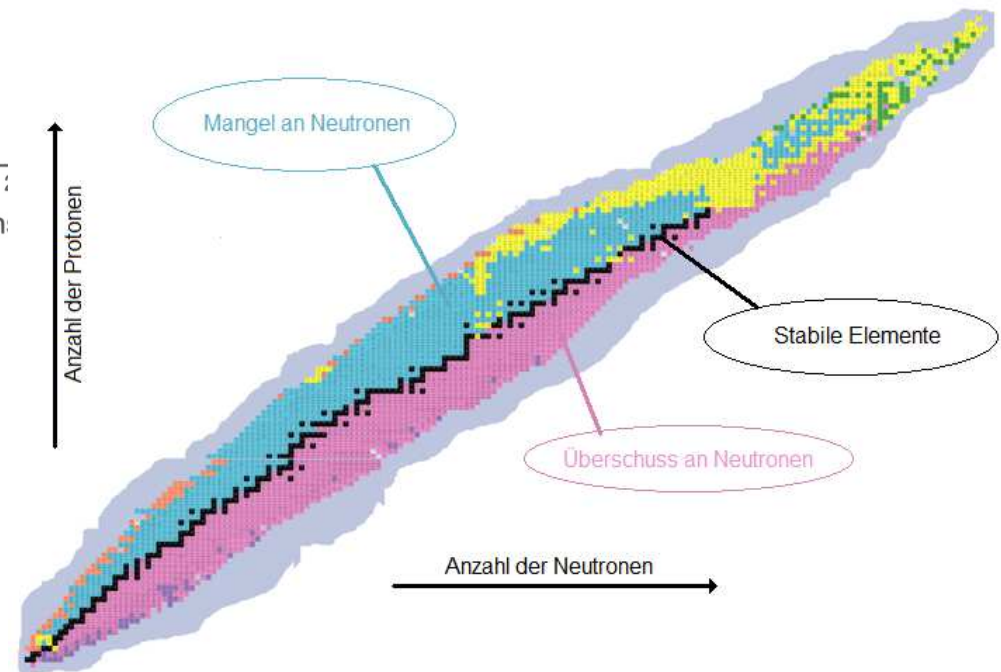 Mangel an Neutronen
Anzahl der Protonen
Stabile Elemente
Überschuss an Neutronen
Anzahl der Neutronen